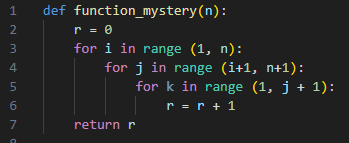 1 def function_mystery(n):
2 r = 0
3 for i in range (1, n):
4 for j in range (i+1, n+1):
5 for k in range (1, j + 1):
6 r = r + 1
7 return r